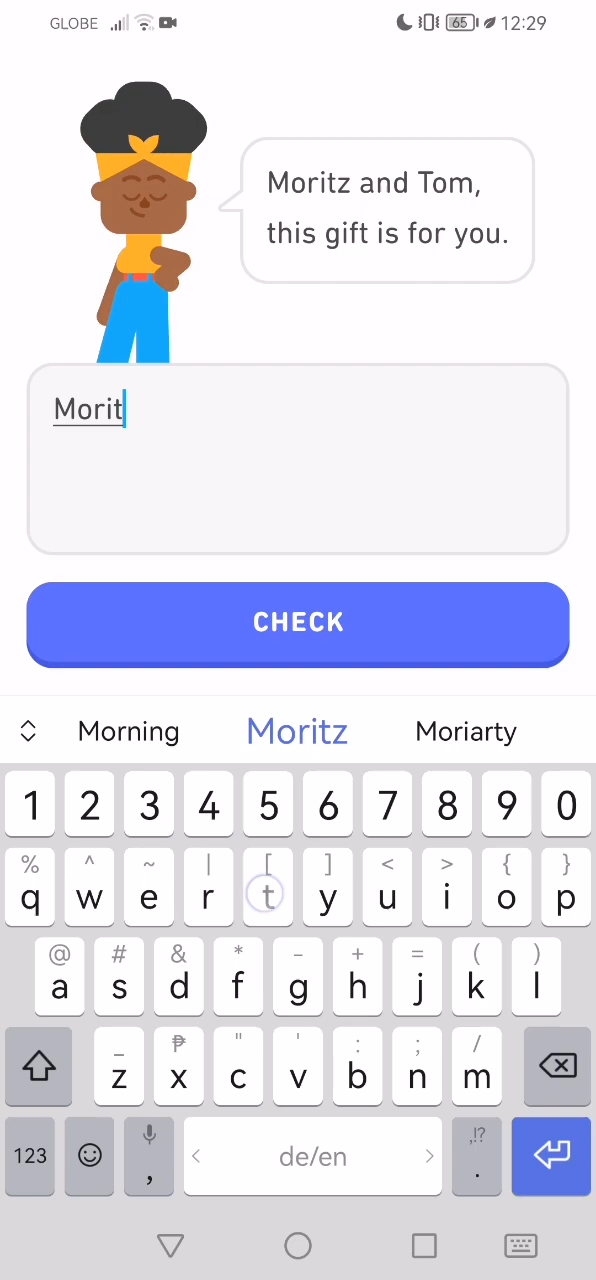 GLOBE 65 12:29
Moritz and Tom,
this gift is for you.
Morit
CHECK
Morning Moritz Moriarty
1 2 3 4 5 6 7 8 9 0
% ^ ~ | [ ] < > { }
q w e r t y u i o p
@ # & * - + = ( )
a s d f g h j k l
_ ₱ " ' : ; /
z x c v b n m
123 , < de/en > ,!? .